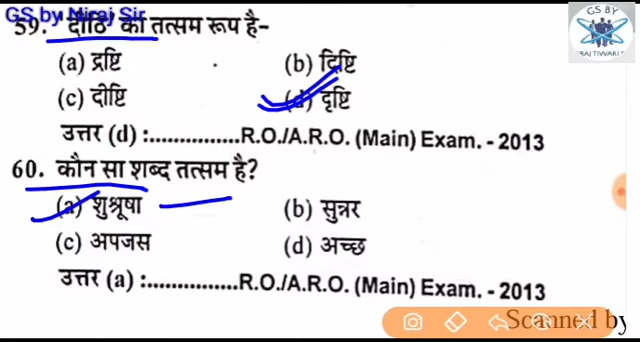 GS by Niraj Sir
59. 'दीठि' का तत्सम रूप है-
(a) द्रष्टि (b) दिृष्टि
(c) दीष्टि (d) दृष्टि
उत्तर (d) :...............R.O./A.R.O. (Main) Exam. - 2013
60. कौन सा शब्द तत्सम है?
(a) शुश्रूषा (b) सुन्नर
(c) अपजस (d) अच्छ
उत्तर (a) :...............R.O./A.R.O. (Main) Exam. - 2013
Scanned by
GS BY